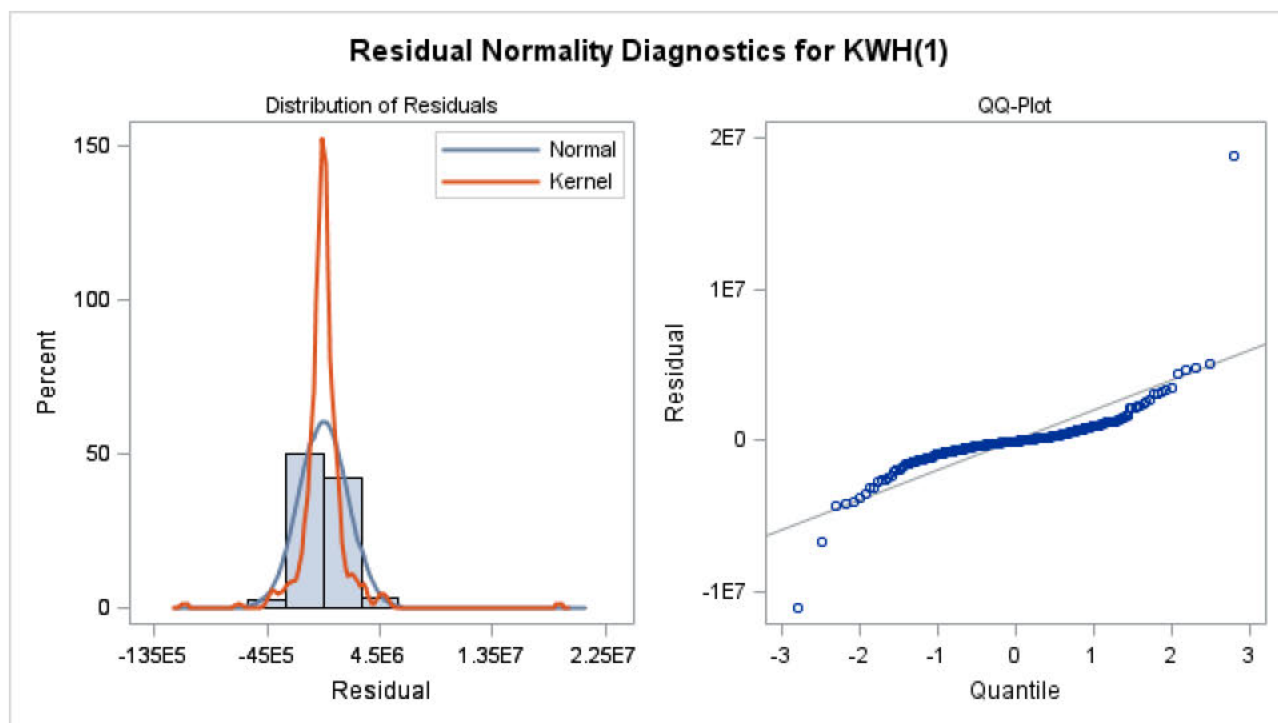 Residual Normality Diagnostics for KWH(1)
Distribution of Residuals
150
100
50
0
Percent
Normal
Kernel
-135E5 -45E5 4.5E6 1.35E7 2.25E7
Residual
QQ-Plot
2E7
1E7
0
-1E7
Residual
-3 -2 -1 0 1 2 3
Quantile